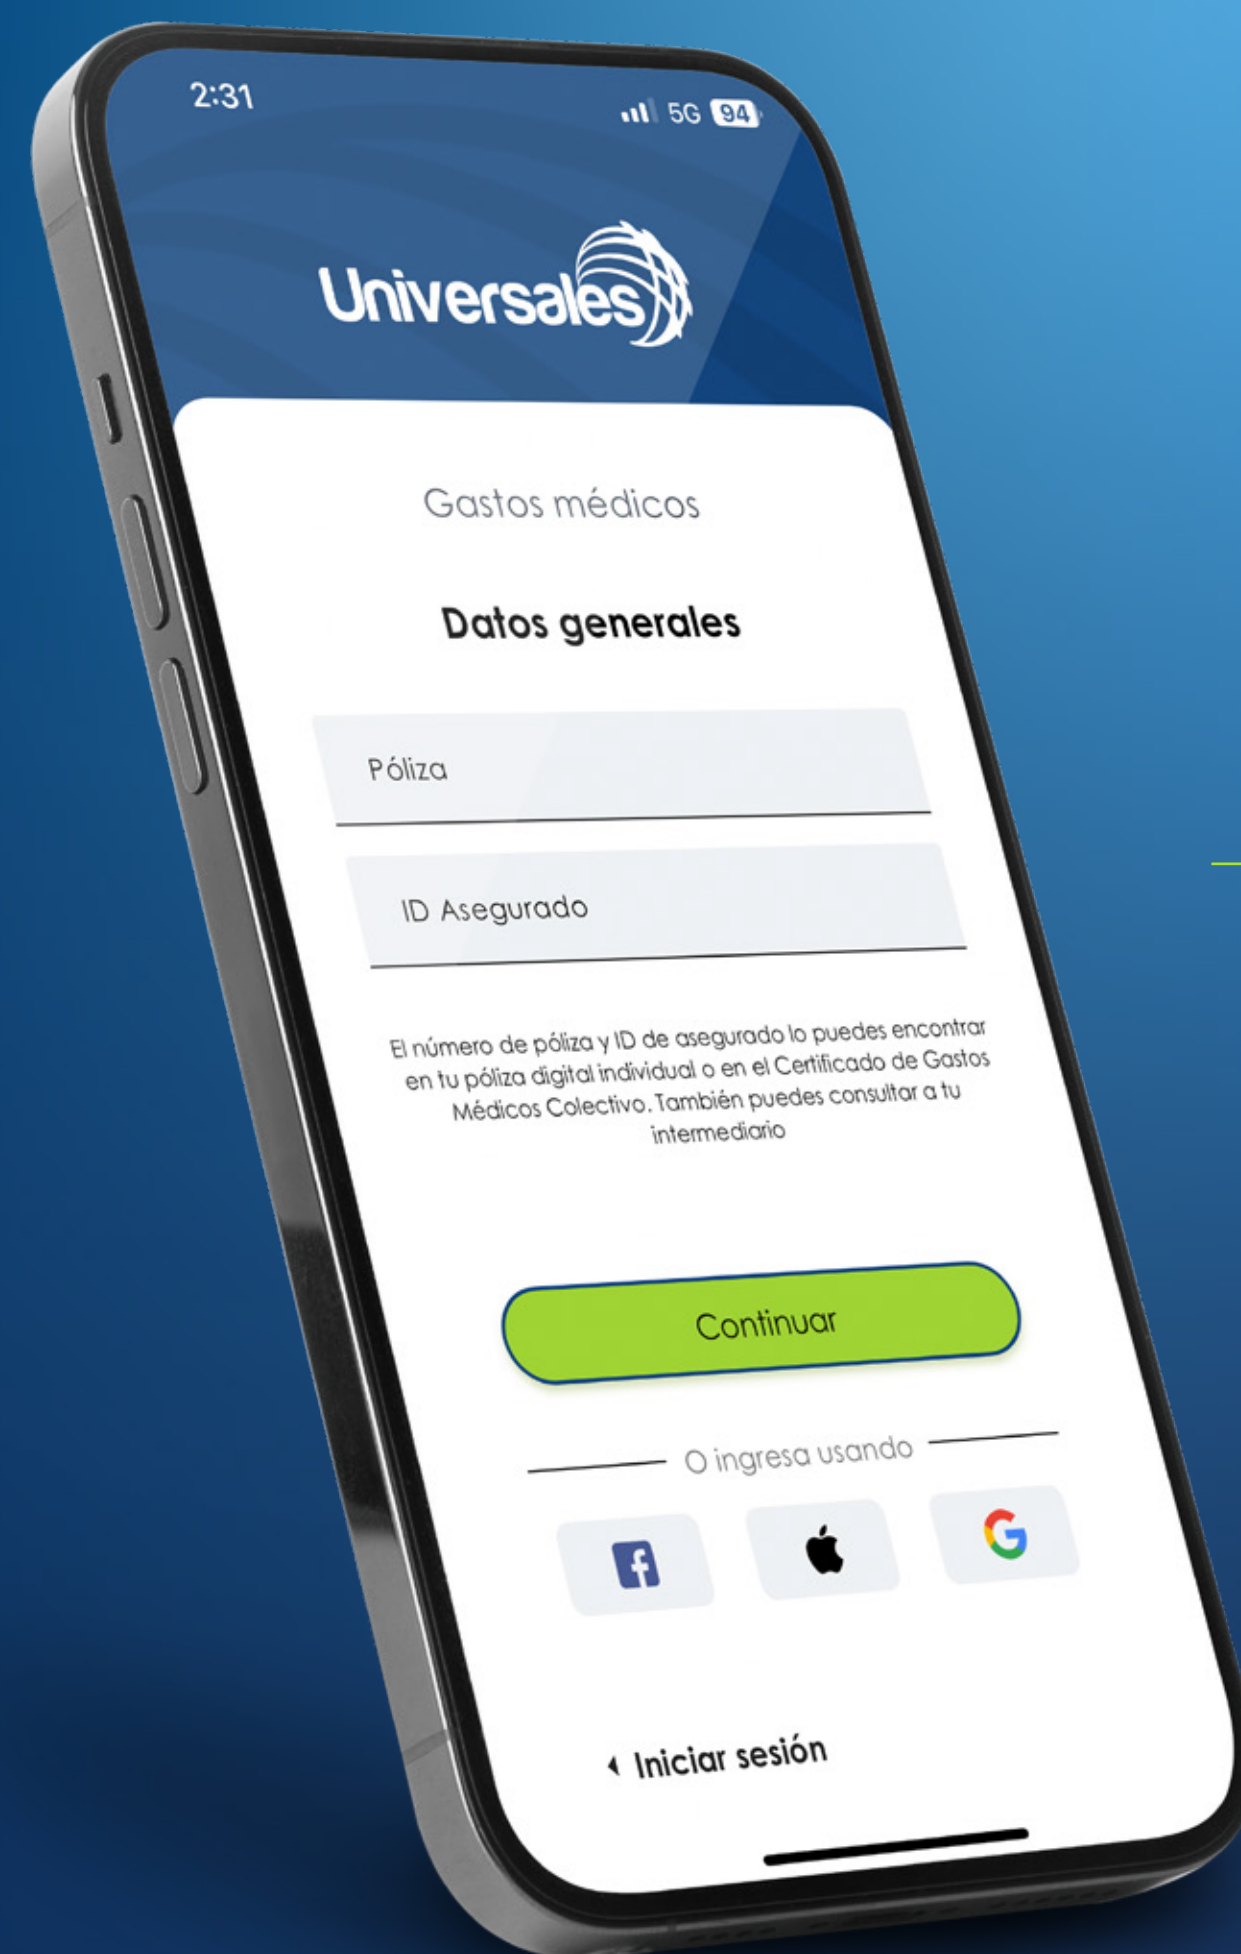 2:31
5G 94
Universales
Gastos médicos
Datos generales
Póliza
ID Asegurado
El número de póliza y ID de asegurado lo puedes encontrar
en tu póliza digital individual o en el Certificado de Gastos
Médicos Colectivo. También puedes consultar a tu
intermediario
Continuar
O ingresa usando
Iniciar sesión